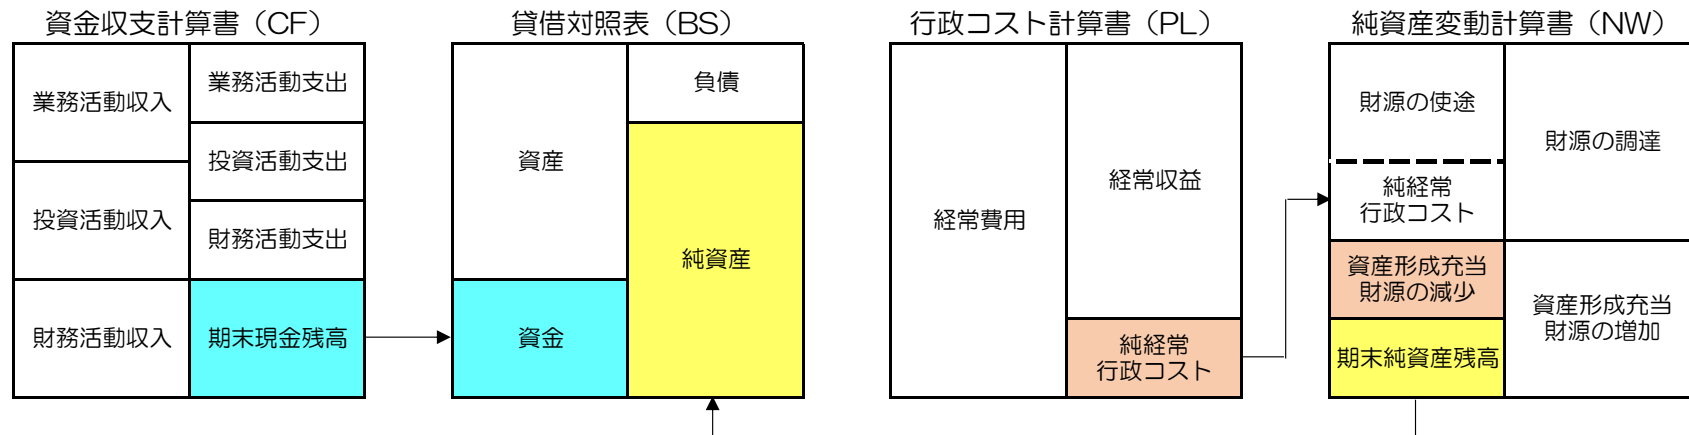 資金収支計算書（CF）
業務活動収入
投資活動収入
財務活動収入
業務活動支出
投資活動支出
財務活動支出
期末現金残高
貸借対照表（BS）
資産
資金
負債
純資産
行政コスト計算書（PL）
経常費用
経常収益
純経常
行政コスト
純資産変動計算書（NW）
財源の使途
純経常
行政コスト
資産形成充当
財源の減少
期末純資産残高
財源の調達
資産形成充当
財源の増加